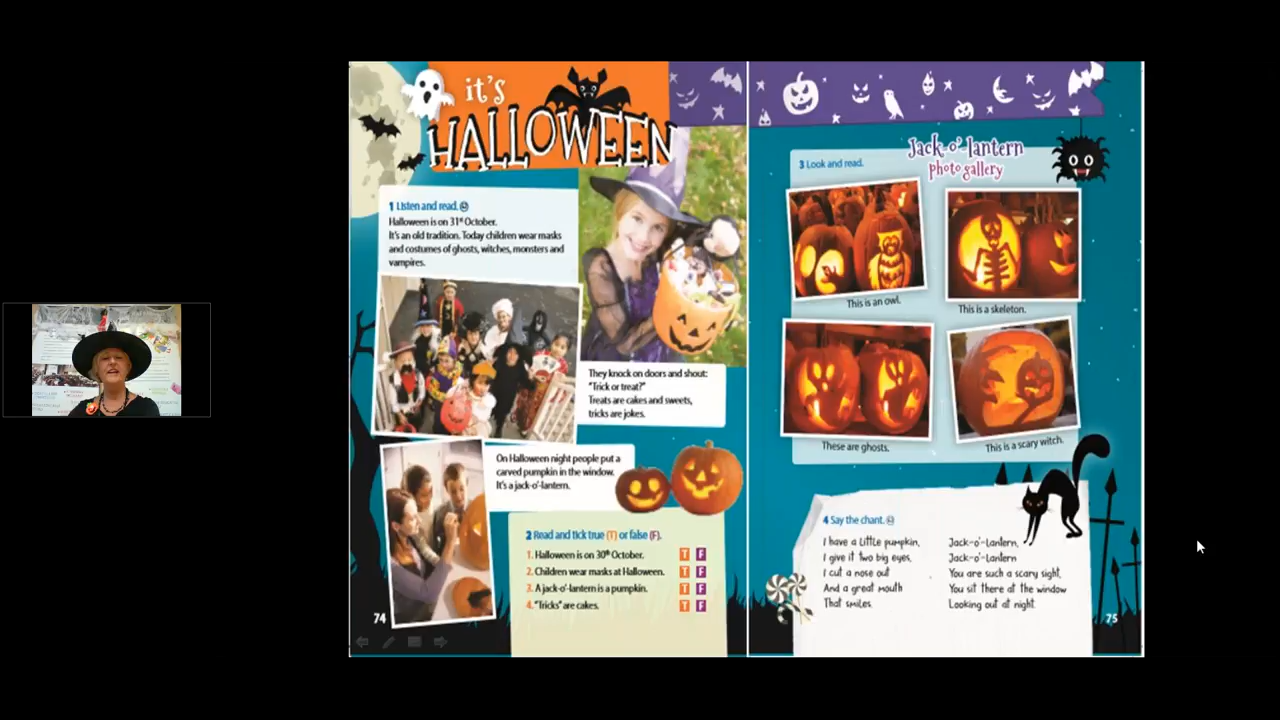 it's
HALLOWEEN
1 Listen and read.
Halloween is on 31st October.
It's an old tradition. Today children wear masks
and costumes of ghosts, witches, monsters and
vampires.
They knock on doors and shout:
"Trick or treat?"
Treats are cakes and sweets,
tricks are jokes.
On Halloween night people put a
carved pumpkin in the window.
It's a jack-o'-lantern.
2 Read and tick true (T) or false (F).
1. Halloween is on 30th October. T F
2. Children wear masks at Halloween. T F
3. A jack-o'-lantern is a pumpkin. T F
4. "Tricks" are cakes. T F
74
Jack-o'-lantern
photo gallery
3 Look and read.
This is an owl.
This is a skeleton.
These are ghosts.
This is a scary witch.
4 Say the chant.
I have a little pumpkin,
I give it two big eyes,
I cut a nose out
And a great mouth
That smiles.
Jack-o'-lantern,
Jack-o'-lantern
You are such a scary sight,
You sit there at the window
Looking out at night.
75